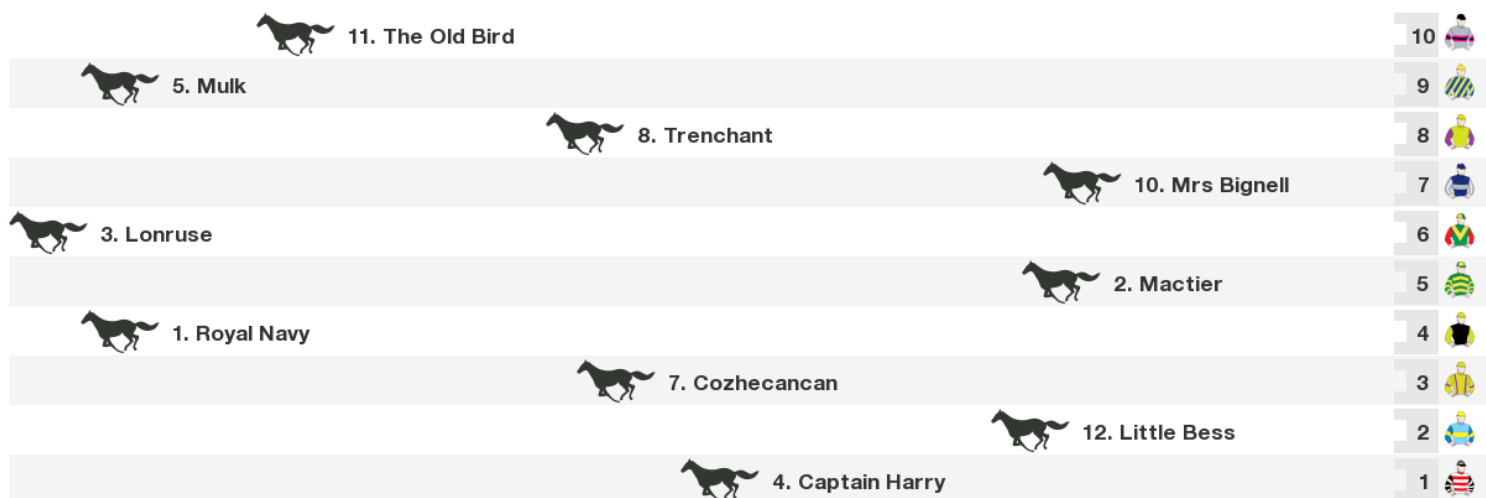 11. The Old Bird 10
5. Mulk 9
8. Trenchant 8
10. Mrs Bignell 7
3. Lonruse 6
2. Mactier 5
1. Royal Navy 4
7. Cozhecancan 3
12. Little Bess 2
4. Captain Harry 1